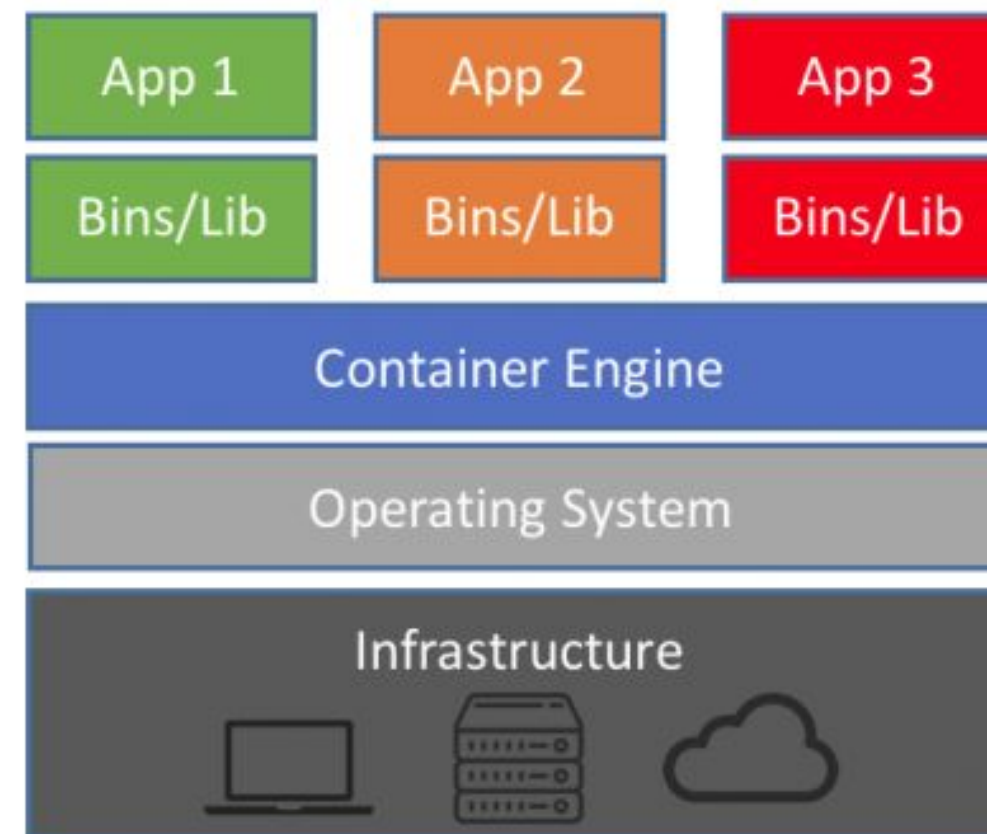 App 1 App 2 App 3
Bins/Lib Bins/Lib Bins/Lib
Container Engine
Operating System
Infrastructure